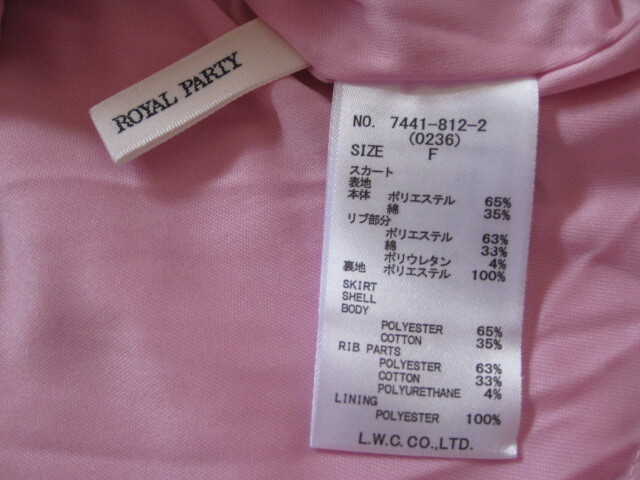 ROYAL PARTY
NO. 7441-812-2
(0236)
SIZE F
スカート
表地
本体 ポリエステル 65%
綿 35%
リブ部分
ポリエステル 63%
綿 33%
ポリウレタン 4%
裏地 ポリエステル 100%
SKIRT
SHELL
BODY
POLYESTER 65%
COTTON 35%
RIB PARTS
POLYESTER 63%
COTTON 33%
POLYURETHANE 4%
LINING
POLYESTER 100%
L.W.C.CO.,LTD.